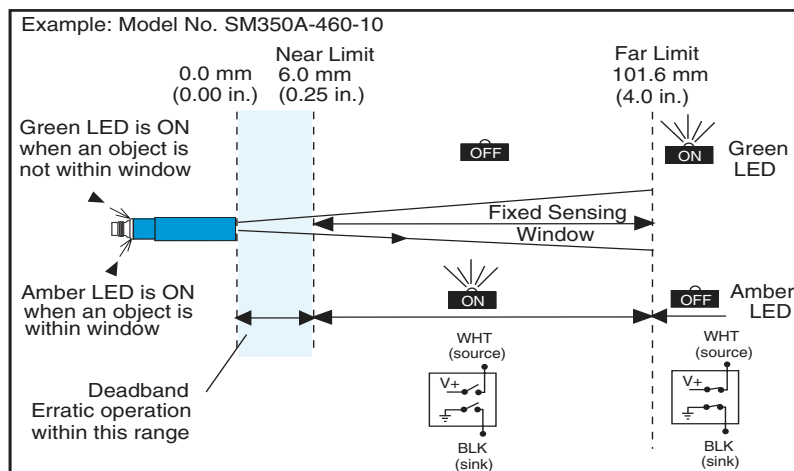 Example: Model No. SM350A-460-10
0.0 mm
(0.00 in.)
Near Limit
6.0 mm
(0.25 in.)
Far Limit
101.6 mm
(4.0 in.)
Green LED is ON
when an object is
not within window
OFF
ON
Green
LED
Fixed Sensing
Window
Amber LED is ON
when an object is
within window
ON
OFF
Amber
LED
Deadband
Erratic operation
within this range
WHT
(source)
V+
BLK
(sink)
WHT
(source)
V+
BLK
(sink)